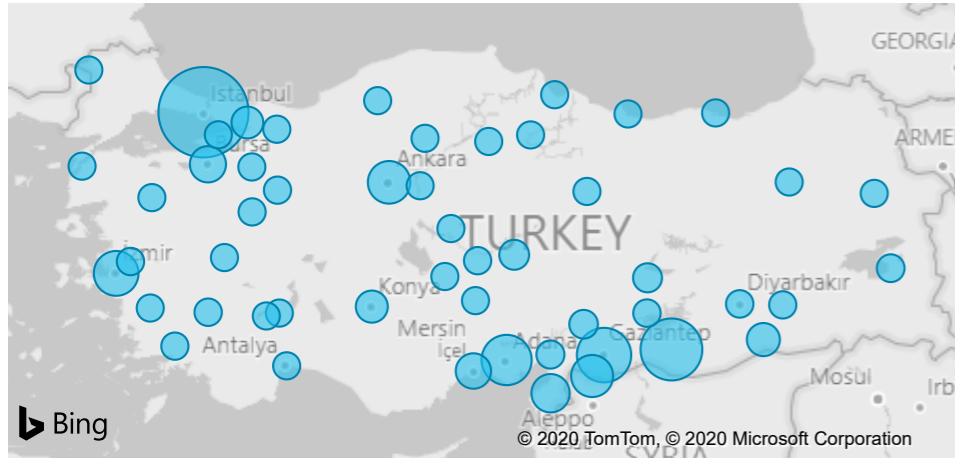 GEORGIA
Istanbul
Bursa
ARME
Ankara
TURKEY
İzmir
Konya
Diyarbakır
Mersin
İçel
Adana
Gaziantep
Antalya
Mosul
Irb
Bing
Aleppo
© 2020 TomTom, © 2020 Microsoft Corporation
SYRIA